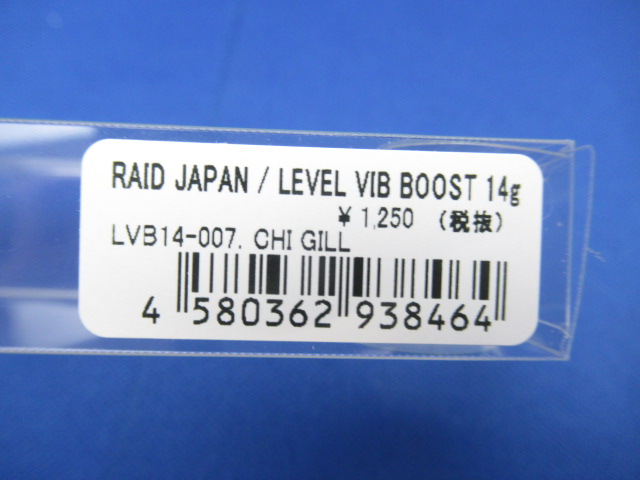 RAID JAPAN / LEVEL VIB BOOST 14g
¥ 1,250 (税抜)
LVB14-007. CHI GILL
4 580362 938464